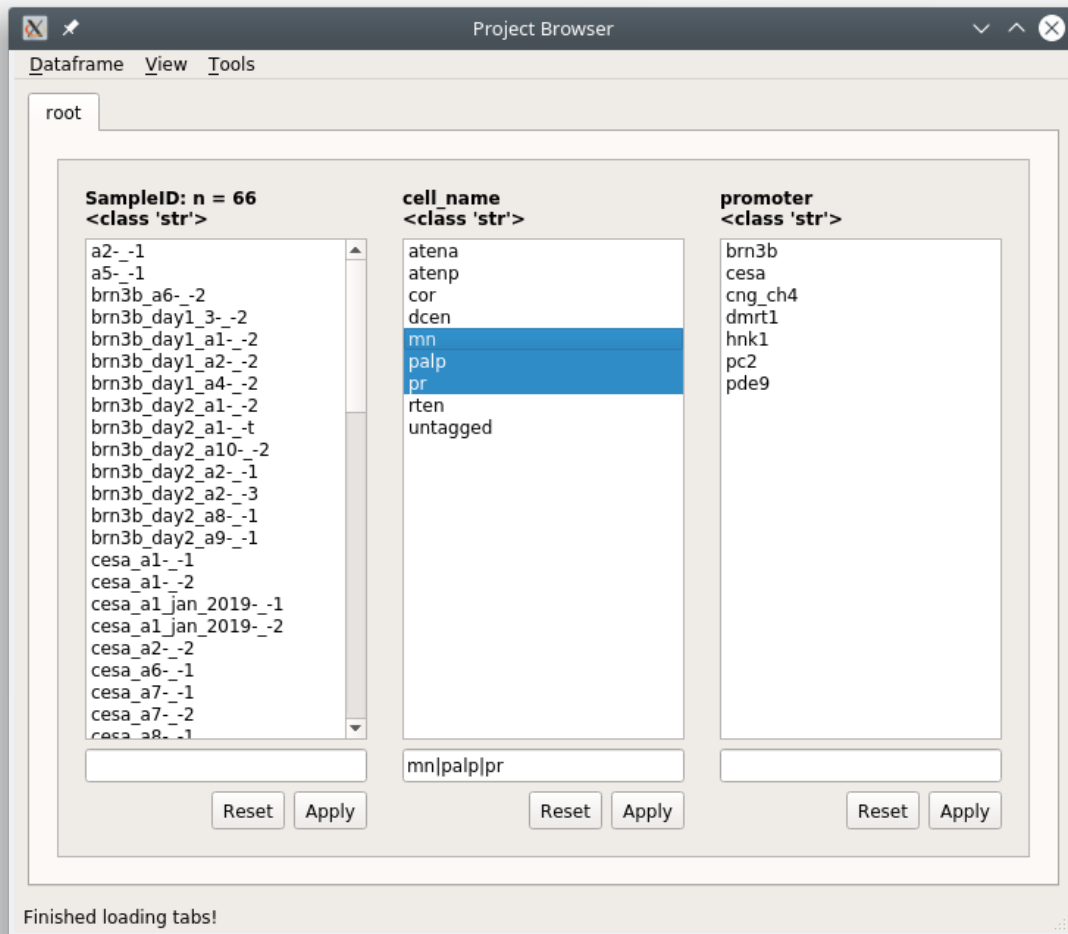 Project Browser
Dataframe View Tools
root
SampleID: n = 66
<class 'str'>
a2-_-1
a5-_-1
brn3b_a6-_-2
brn3b_day1_3-_-2
brn3b_day1_a1-_-2
brn3b_day1_a2-_-2
brn3b_day1_a4-_-2
brn3b_day2_a1-_-2
brn3b_day2_a1-_-t
brn3b_day2_a10-_-2
brn3b_day2_a2-_-1
brn3b_day2_a2-_-3
brn3b_day2_a8-_-1
brn3b_day2_a9-_-1
cesa_a1-_-1
cesa_a1-_-2
cesa_a1_jan_2019-_-1
cesa_a1_jan_2019-_-2
cesa_a2-_-2
cesa_a6-_-1
cesa_a7-_-1
cesa_a7-_-2
cesa_a8-_-1
Reset Apply
cell_name
<class 'str'>
atena
atenp
cor
dcen
mn
palp
pr
rten
untagged
mn|palp|pr
Reset Apply
promoter
<class 'str'>
brn3b
cesa
cng_ch4
dmrt1
hnk1
pc2
pde9
Reset Apply
Finished loading tabs!